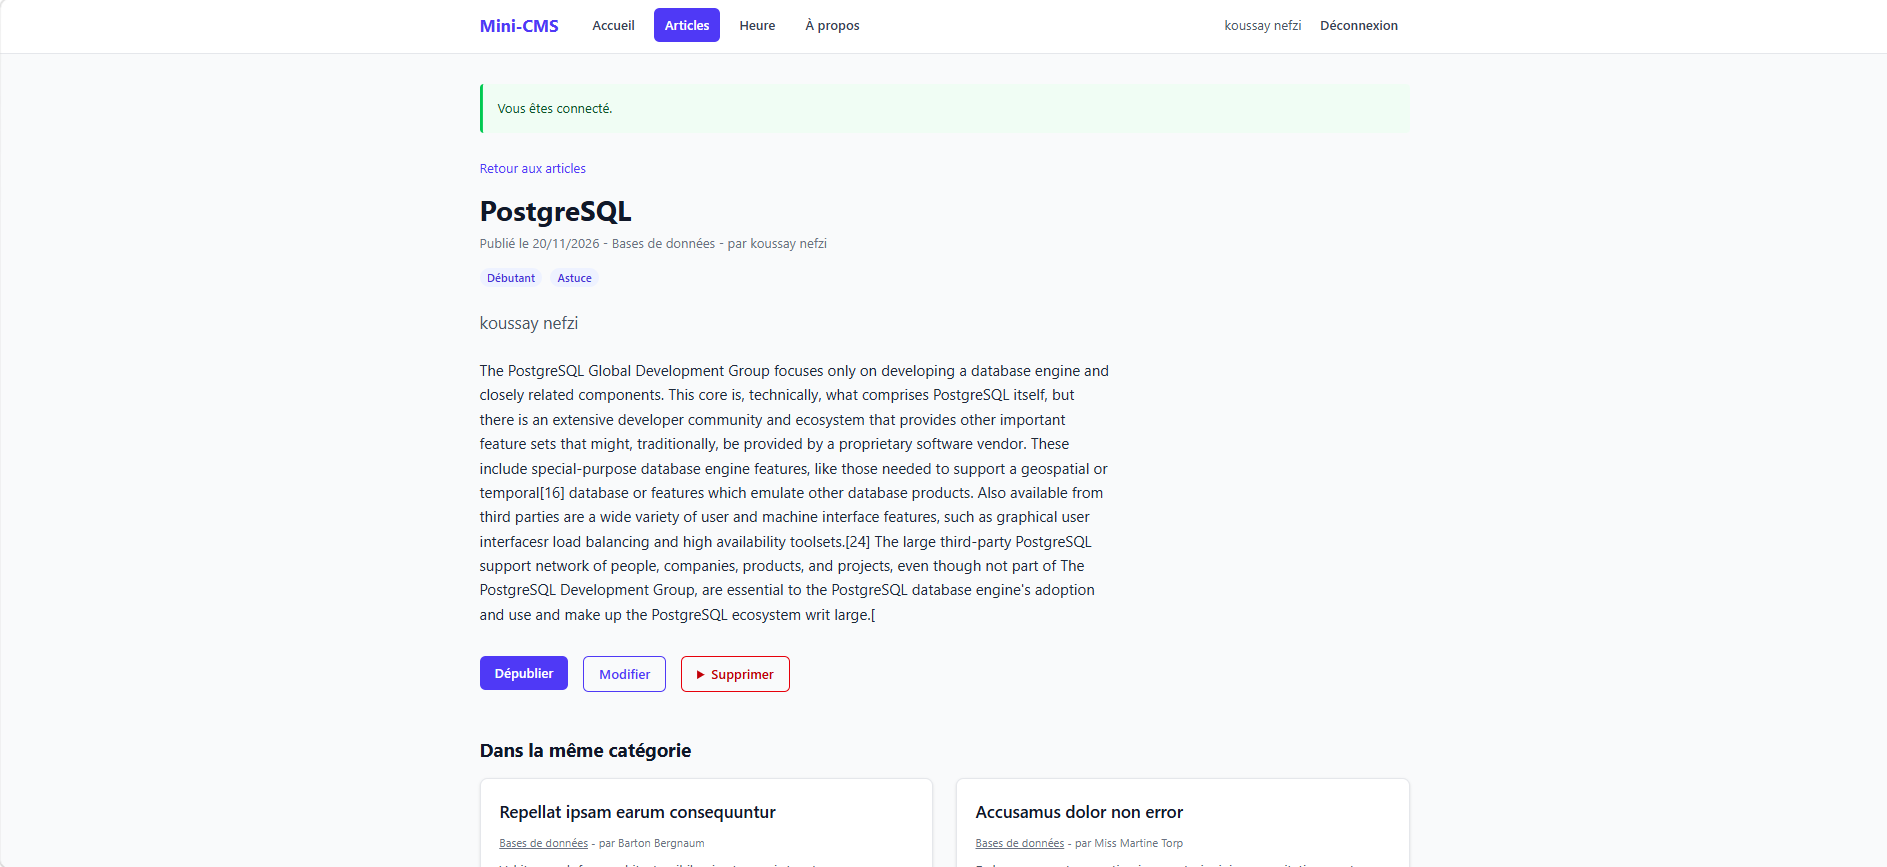 Mini-CMS Accueil Articles Heure À propos koussay nefzi Déconnexion
Vous êtes connecté.
Retour aux articles
PostgreSQL
Publié le 20/11/2026 - Bases de données - par koussay nefzi
Débutant Astuce
koussay nefzi
The PostgreSQL Global Development Group focuses only on developing a database engine and
closely related components. This core is, technically, what comprises PostgreSQL itself, but
there is an extensive developer community and ecosystem that provides other important
feature sets that might, traditionally, be provided by a proprietary software vendor. These
include special-purpose database engine features, like those needed to support a geospatial or
temporal[16] database or features which emulate other database products. Also available from
third parties are a wide variety of user and machine interface features, such as graphical user
interfacesr load balancing and high availability toolsets.[24] The large third-party PostgreSQL
support network of people, companies, products, and projects, even though not part of The
PostgreSQL Development Group, are essential to the PostgreSQL database engine's adoption
and use and make up the PostgreSQL ecosystem writ large.[
Dépublier Modifier ▶ Supprimer
Dans la même catégorie
Repellat ipsam earum consequuntur
Bases de données - par Barton Bergnaum
Accusamus dolor non error
Bases de données - par Miss Martine Torp